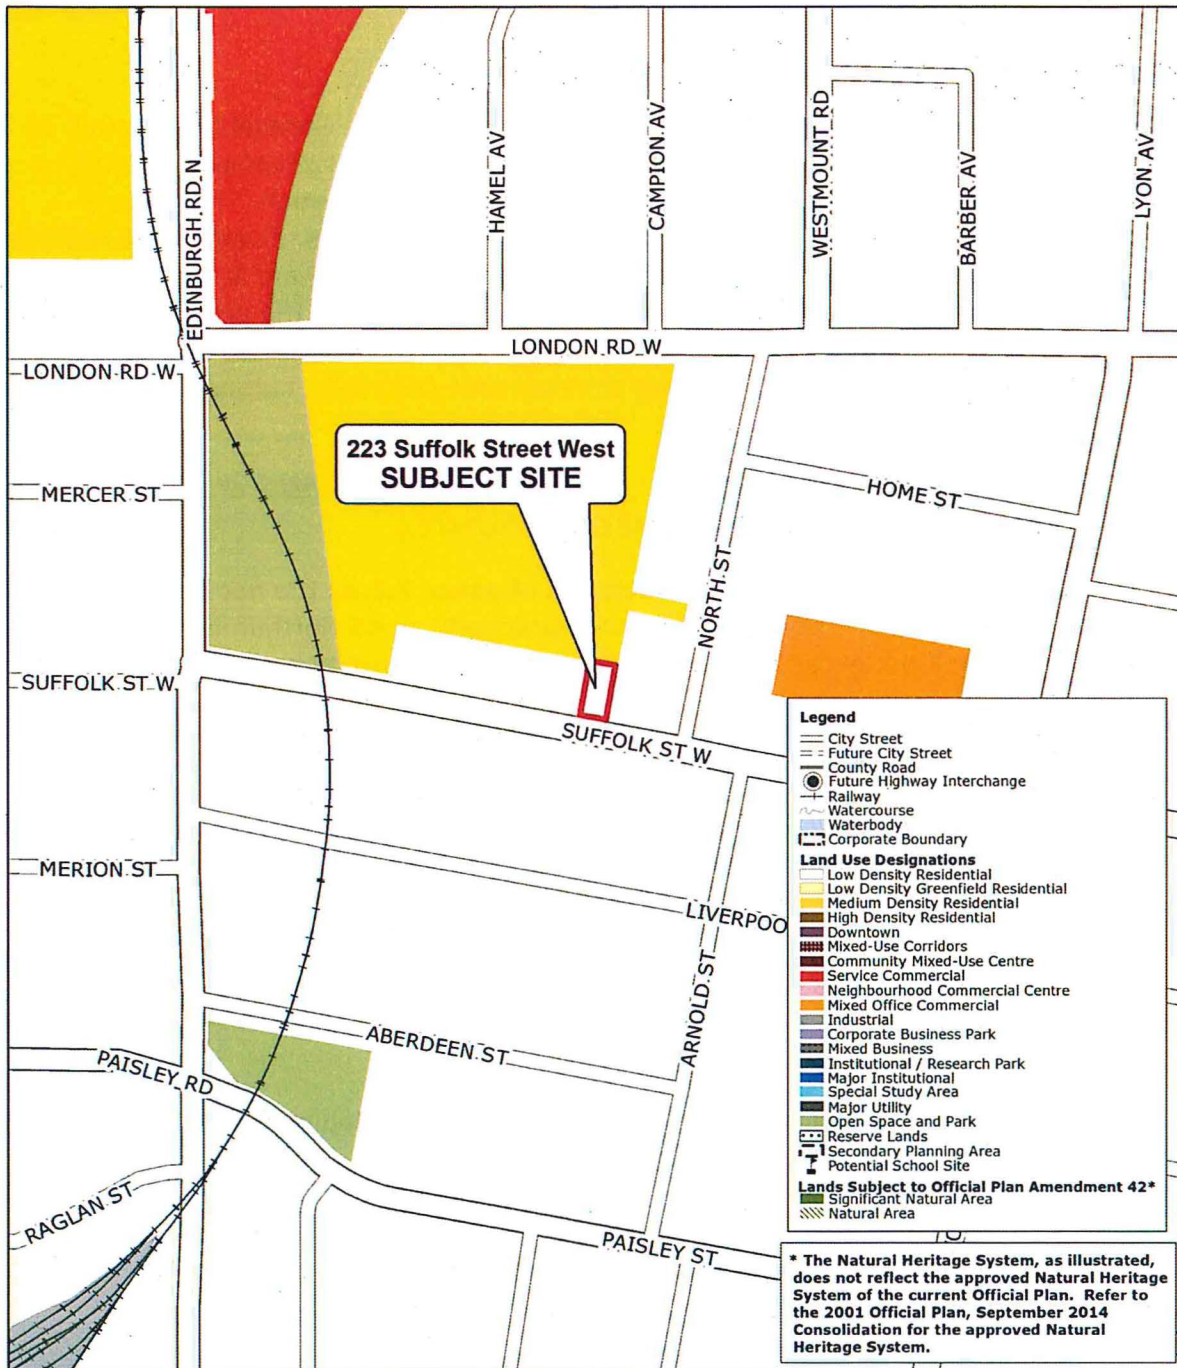 EDINBURGH RD N
HAMEL AV
CAMPION AV
WESTMOUNT RD
BARBER AV
LYON AV
LONDON RD W
LONDON RD W
223 Suffolk Street West
SUBJECT SITE
MERCER ST
HOME ST
NORTH ST
SUFFOLK ST W
SUFFOLK ST W
MERION ST
LIVERPOO
ARNOLD ST
ABERDEEN ST
PAISLEY RD
RAGLAN ST
PAISLEY ST
Legend
City Street
Future City Street
County Road
Future Highway Interchange
Railway
Watercourse
Waterbody
Corporate Boundary
Land Use Designations
Low Density Residential
Low Density Greenfield Residential
Medium Density Residential
High Density Residential
Downtown
Mixed-Use Corridors
Community Mixed-Use Centre
Service Commercial
Neighbourhood Commercial Centre
Mixed Office Commercial
Industrial
Corporate Business Park
Mixed Business
Institutional / Research Park
Major Institutional
Special Study Area
Major Utility
Open Space and Park
Reserve Lands
Secondary Planning Area
Potential School Site
Lands Subject to Official Plan Amendment 42*
Significant Natural Area
Natural Area
* The Natural Heritage System, as illustrated,
does not reflect the approved Natural Heritage
System of the current Official Plan. Refer to
the 2001 Official Plan, September 2014
Consolidation for the approved Natural
Heritage System.